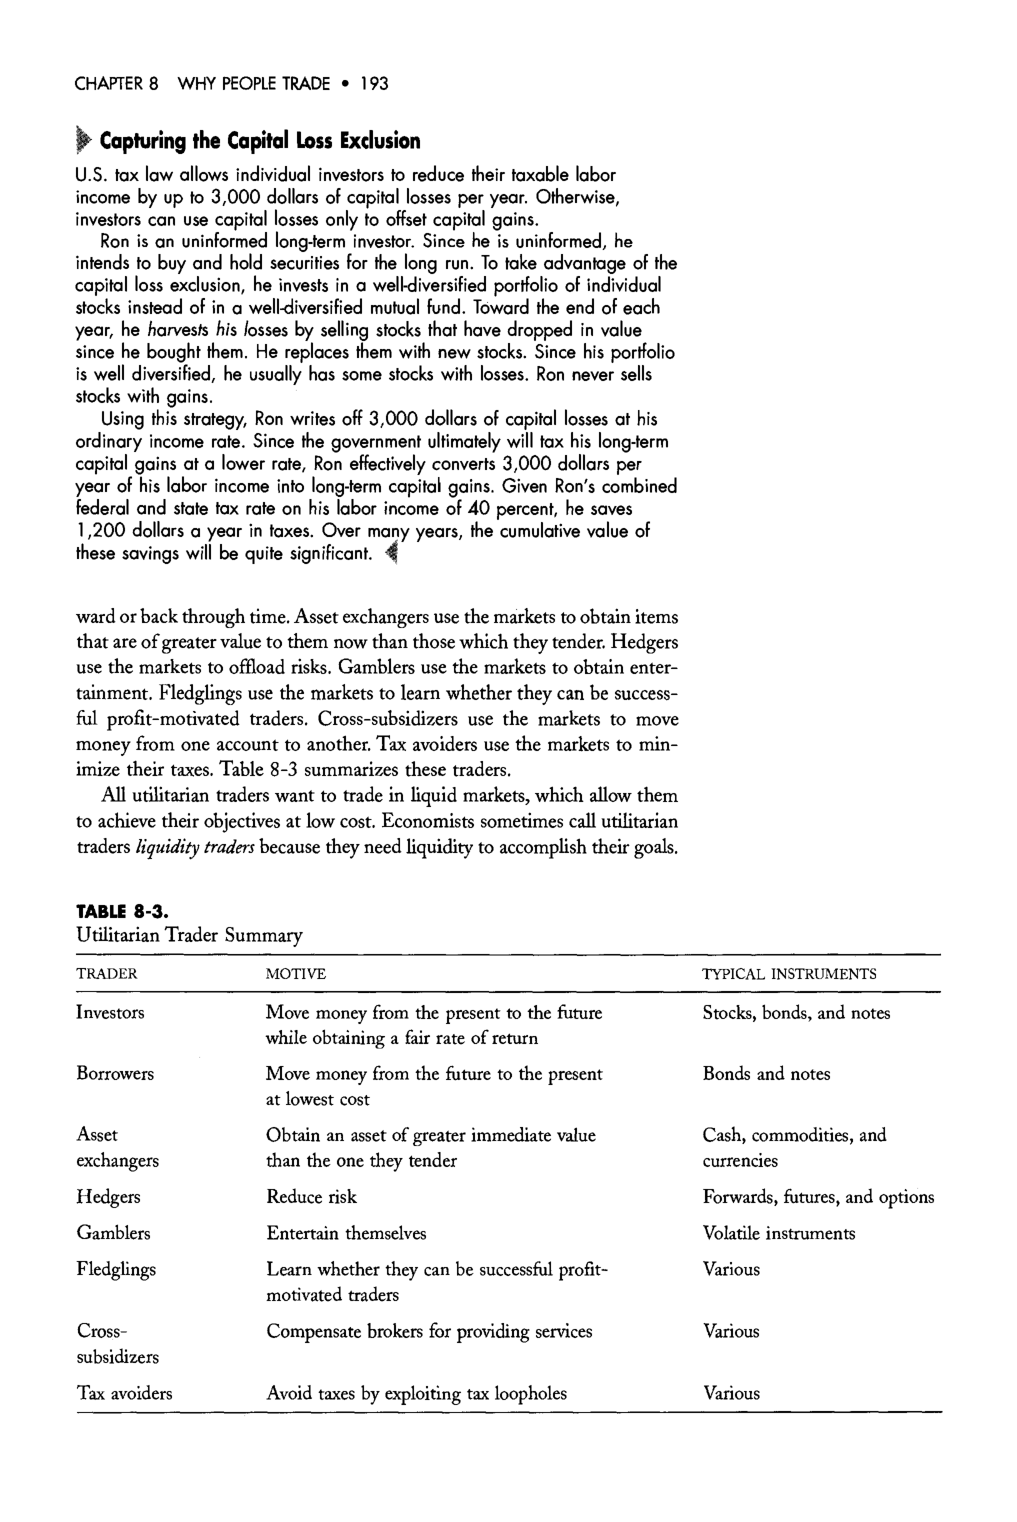 CHAPTER 8 WHY PEOPLE TRADE • 193
Capturing the Capital Loss Exclusion
U.S. tax law allows individual investors to reduce their taxable labor
income by up to 3,000 dollars of capital losses per year. Otherwise,
investors can use capital losses only to offset capital gains.
Ron is an uninformed long-term investor. Since he is uninformed, he
intends to buy and hold securities for the long run. To take advantage of the
capital loss exclusion, he invests in a well-diversified portfolio of individual
stocks instead of in a well-diversified mutual fund. Toward the end of each
year, he harvests his losses by selling stocks that have dropped in value
since he bought them. He replaces them with new stocks. Since his portfolio
is well diversified, he usually has some stocks with losses. Ron never sells
stocks with gains.
Using this strategy, Ron writes off 3,000 dollars of capital losses at his
ordinary income rate. Since the government ultimately will tax his long-term
capital gains at a lower rate, Ron effectively converts 3,000 dollars per
year of his labor income into long-term capital gains. Given Ron's combined
federal and state tax rate on his labor income of 40 percent, he saves
1,200 dollars a year in taxes. Over many years, the cumulative value of
these savings will be quite significant.
ward or back through time. Asset exchangers use the markets to obtain items
that are of greater value to them now than those which they tender. Hedgers
use the markets to offload risks. Gamblers use the markets to obtain enter-
tainment. Fledglings use the markets to learn whether they can be success-
ful profit-motivated traders. Cross-subsidizers use the markets to move
money from one account to another. Tax avoiders use the markets to min-
imize their taxes. Table 8-3 summarizes these traders.
All utilitarian traders want to trade in liquid markets, which allow them
to achieve their objectives at low cost. Economists sometimes call utilitarian
traders liquidity traders because they need liquidity to accomplish their goals.
TABLE 8-3.
Utilitarian Trader Summary
TRADER MOTIVE TYPICAL INSTRUMENTS
Investors Move money from the present to the future Stocks, bonds, and notes
while obtaining a fair rate of return
Borrowers Move money from the future to the present Bonds and notes
at lowest cost
Asset Obtain an asset of greater immediate value Cash, commodities, and
exchangers than the one they tender currencies
Hedgers Reduce risk Forwards, futures, and options
Gamblers Entertain themselves Volatile instruments
Fledglings Learn whether they can be successful profit- Various
motivated traders
Cross- Compensate brokers for providing services Various
subsidizers
Tax avoiders Avoid taxes by exploiting tax loopholes Various